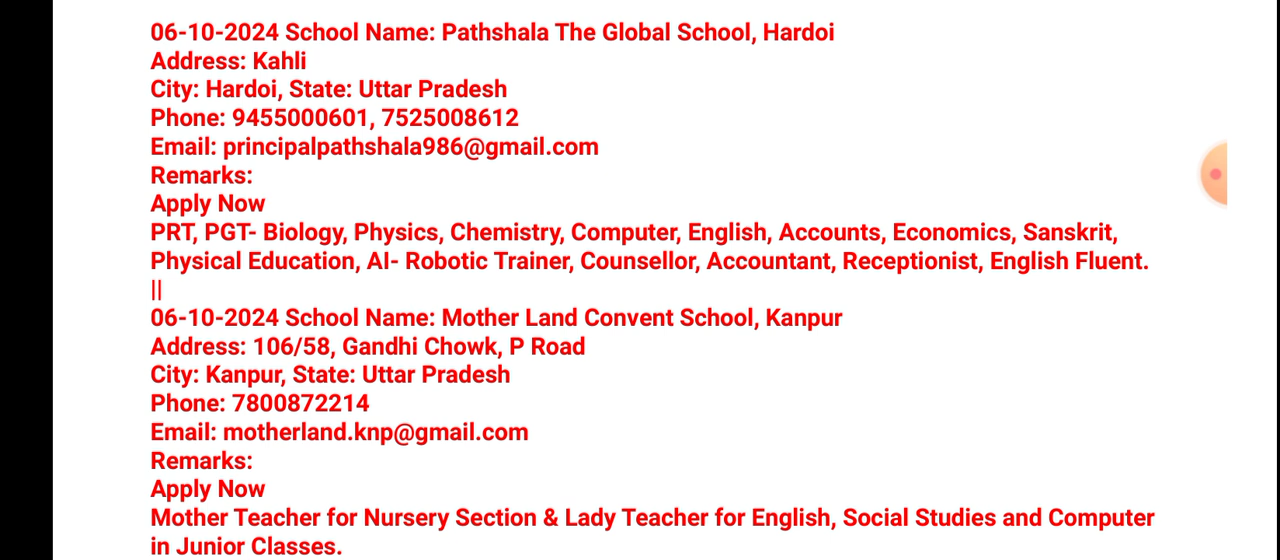 06-10-2024 School Name: Pathshala The Global School, Hardoi
Address: Kahli
City: Hardoi, State: Uttar Pradesh
Phone: 9455000601, 7525008612
Email: principalpathshala986@gmail.com
Remarks:
Apply Now
PRT, PGT- Biology, Physics, Chemistry, Computer, English, Accounts, Economics, Sanskrit,
Physical Education, AI- Robotic Trainer, Counsellor, Accountant, Receptionist, English Fluent.
||
06-10-2024 School Name: Mother Land Convent School, Kanpur
Address: 106/58, Gandhi Chowk, P Road
City: Kanpur, State: Uttar Pradesh
Phone: 7800872214
Email: motherland.knp@gmail.com
Remarks:
Apply Now
Mother Teacher for Nursery Section & Lady Teacher for English, Social Studies and Computer
in Junior Classes.